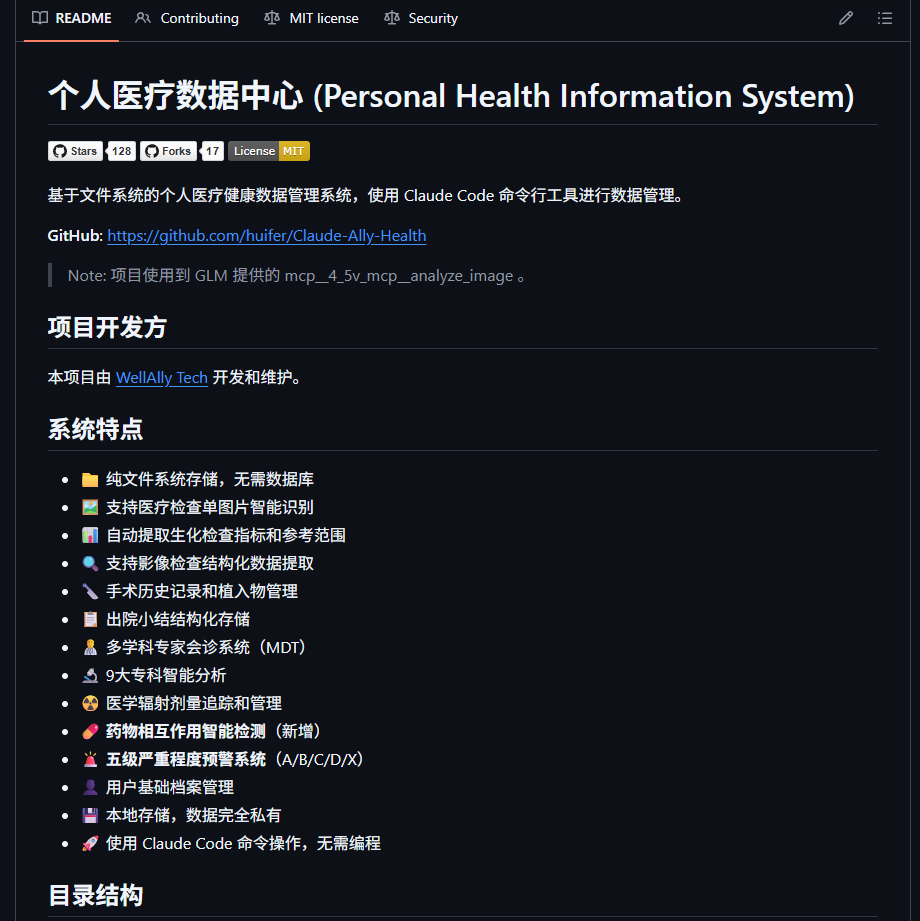 README
Contributing
MIT license
Security
个人医疗数据中心 (Personal Health Information System)
Stars 128 Forks 17 License MIT
基于文件系统的个人医疗健康数据管理系统，使用 Claude Code 命令行工具进行数据管理。
GitHub: https://github.com/huifer/Claude-Ally-Health
Note: 项目使用到 GLM 提供的 mcp__4_5v_mcp__analyze_image 。
项目开发方
本项目由 WellAlly Tech 开发和维护。
系统特点
纯文件系统存储，无需数据库
支持医疗检查单图片智能识别
自动提取生化检查指标和参考范围
支持影像检查结构化数据提取
手术历史记录和植入物管理
出院小结结构化存储
多学科专家会诊系统（MDT）
9大专科智能分析
医学辐射剂量追踪和管理
药物相互作用智能检测（新增）
五级严重程度预警系统（A/B/C/D/X）
用户基础档案管理
本地存储，数据完全私有
使用 Claude Code 命令操作，无需编程
目录结构